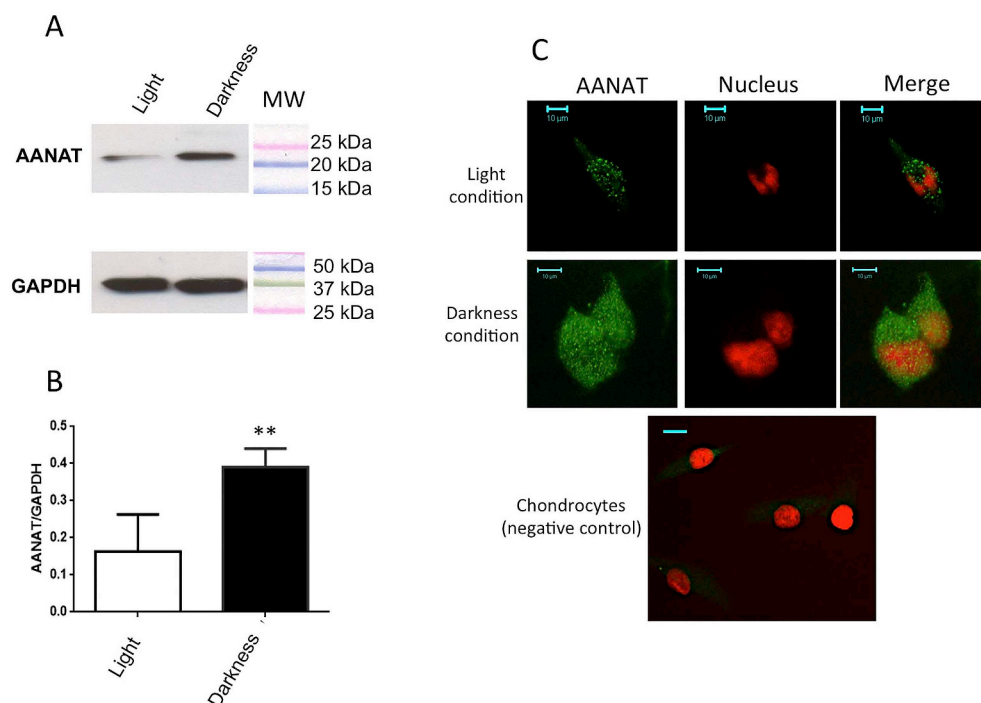 A
Light
Darkness
MW
AANAT
25 kDa
20 kDa
15 kDa
GAPDH
50 kDa
37 kDa
25 kDa
B
AANAT/GAPDH
0.5
0.4
0.3
0.2
0.1
0.0
**
Light
Darkness ,
C
AANAT
Nucleus
Merge
Light
condition
10 µm
10 µm
10 µm
Darkness
condition
10 µm
10 µm
10 µm
Chondrocytes
(negative control)